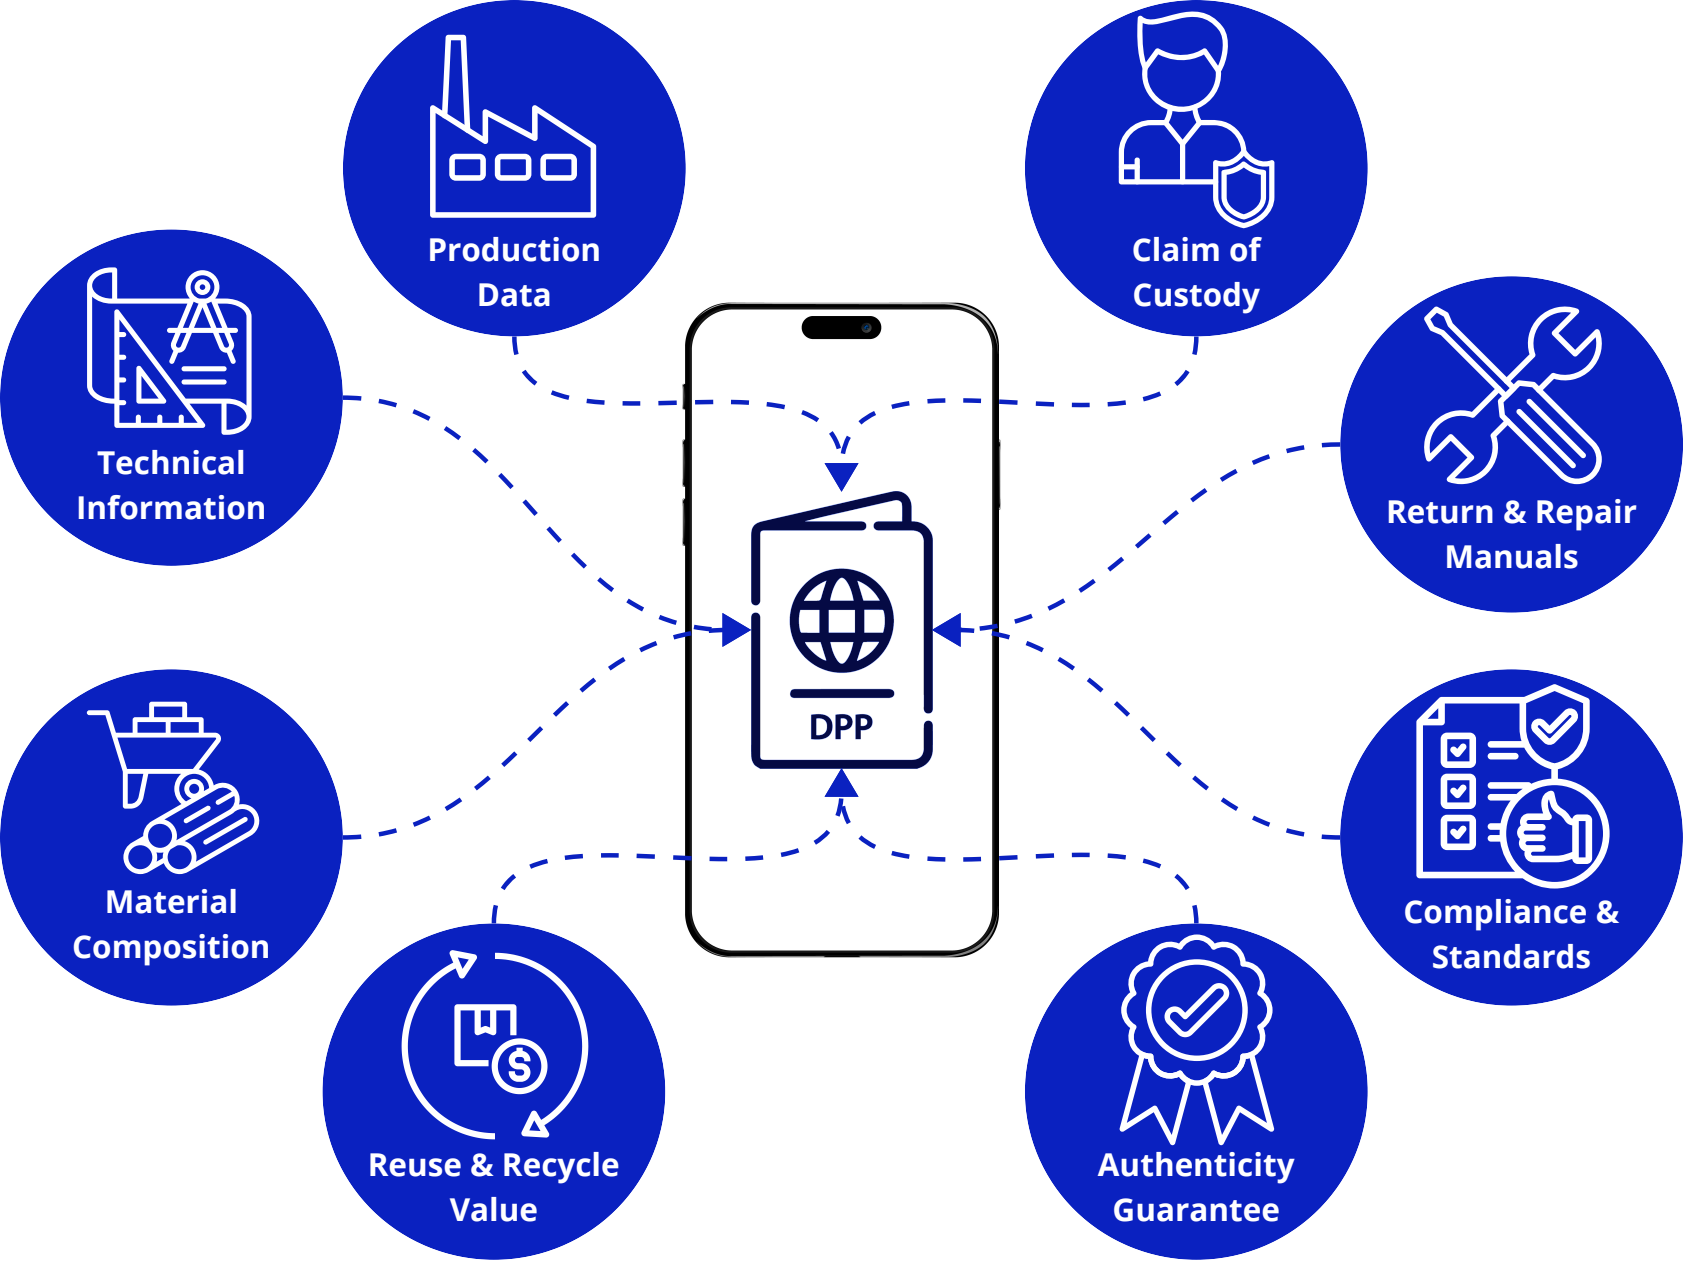 Production
Data
Claim of
Custody
Technical
Information
Return & Repair
Manuals
DPP
Material
Composition
Compliance &
Standards
$
Reuse & Recycle
Value
Authenticity
Guarantee